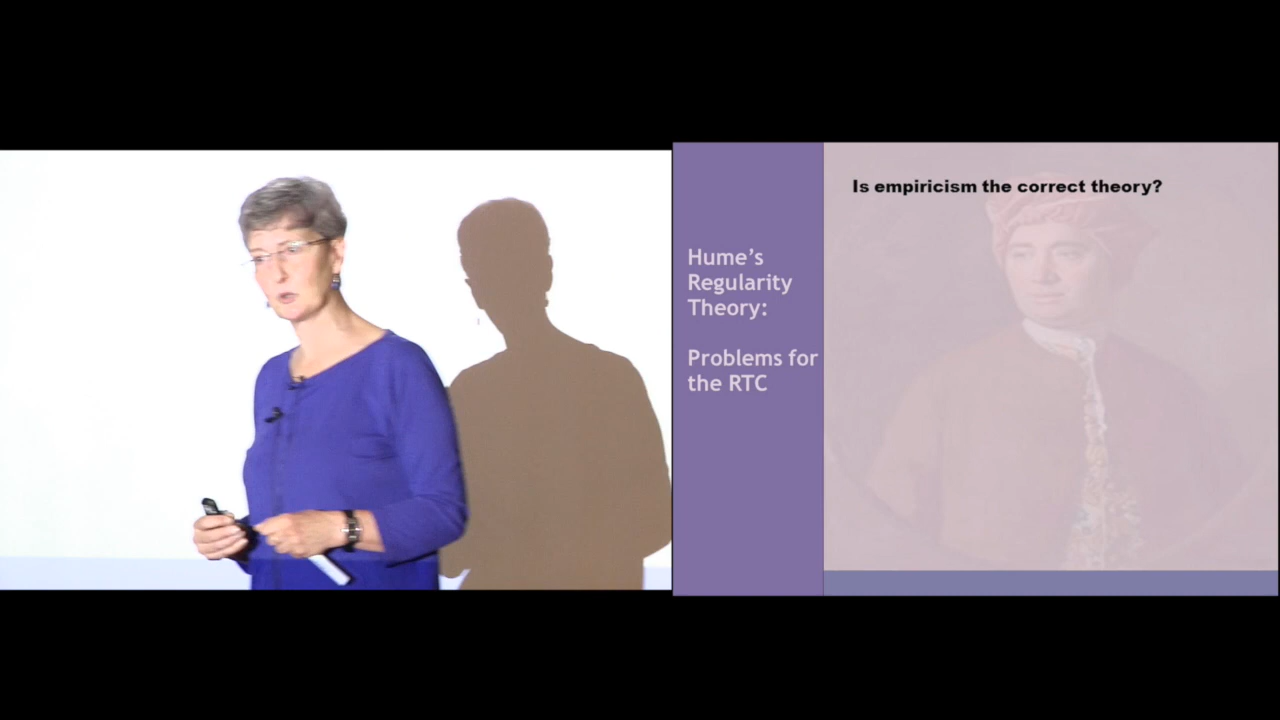 Is empiricism the correct theory?
Hume’s
Regularity
Theory:
Problems for
the RTC